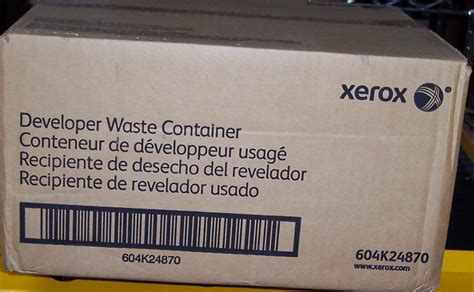 xerox
Developer Waste Container
Conteneur de développeur usagé
Recipiente de desecho del revelador
Recipiente de revelador usado
604K24870
604K24870
www.xerox.com